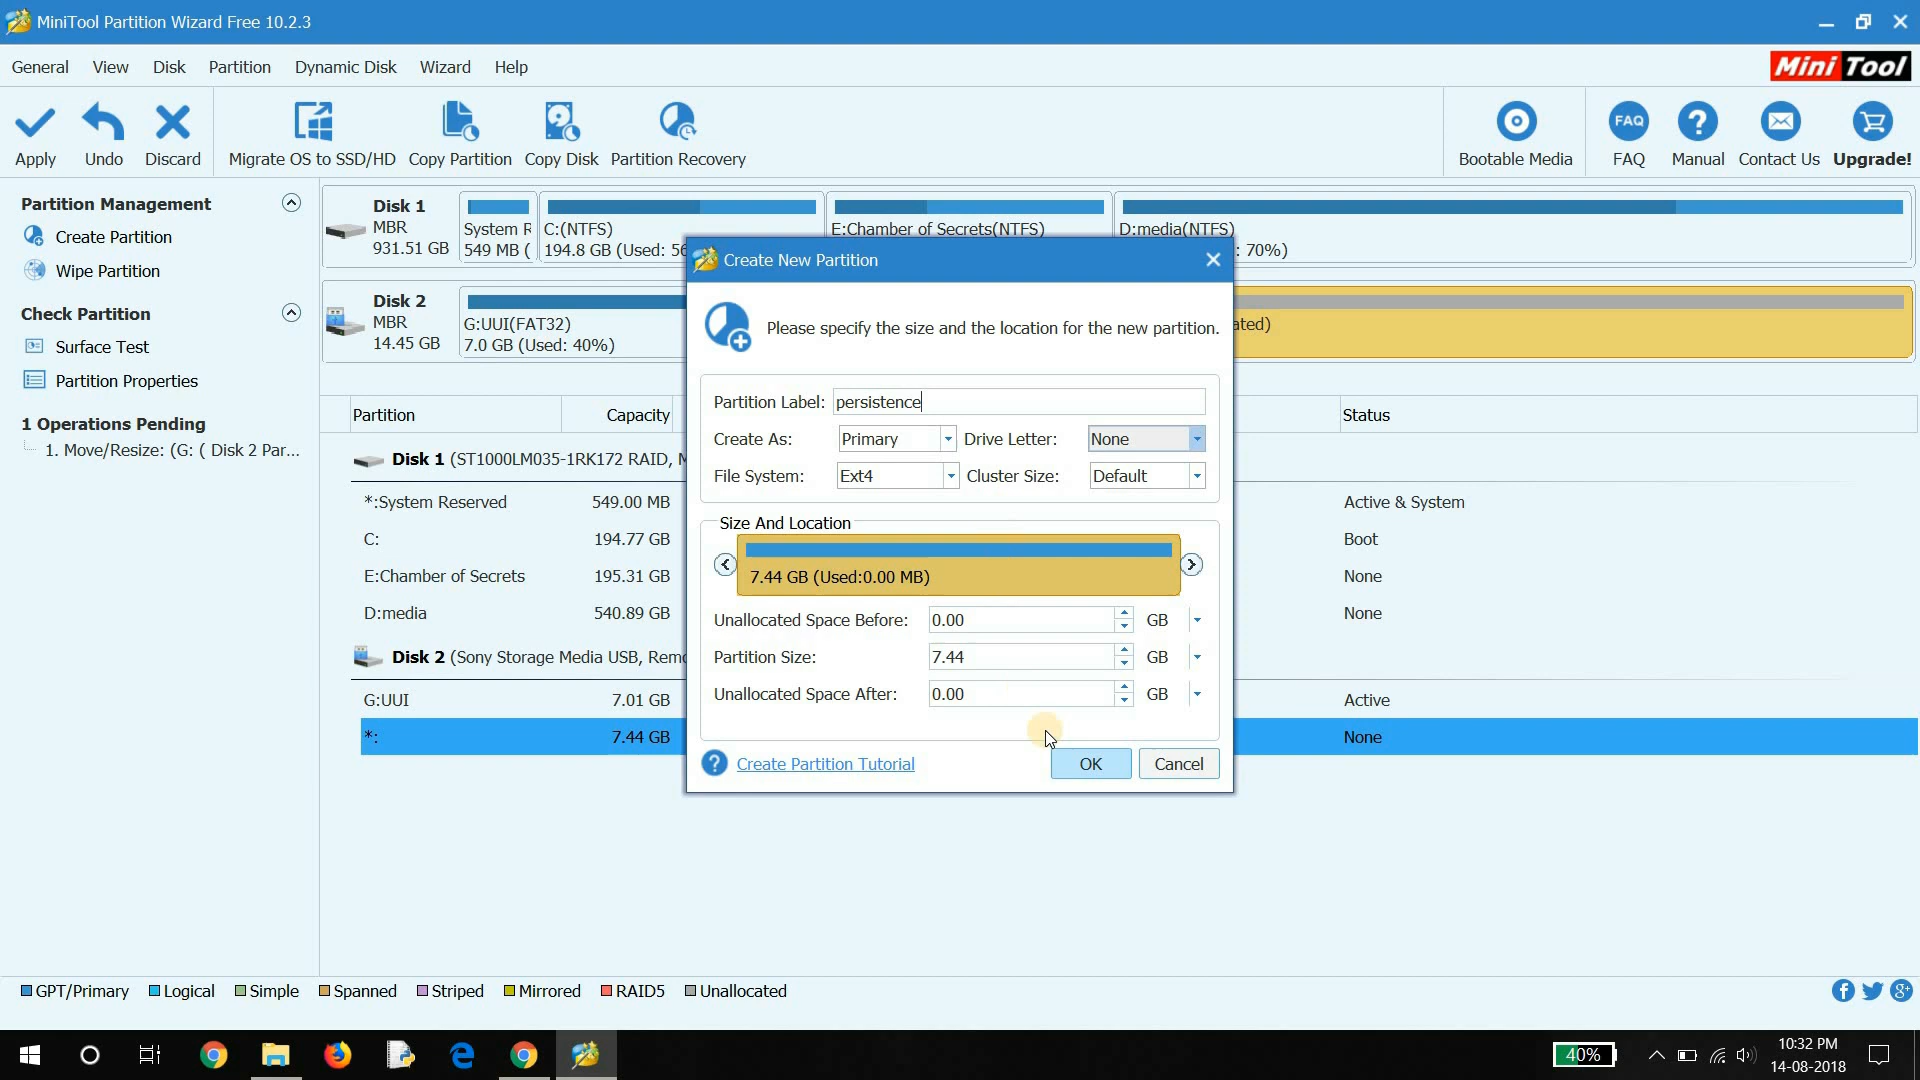 MiniTool Partition Wizard Free 10.2.3
General View Disk Partition Dynamic Disk Wizard Help
Mini Tool
Apply Undo Discard Migrate OS to SSD/HD Copy Partition Copy Disk Partition Recovery Bootable Media FAQ FAQ Manual Contact Us Upgrade!
Partition Management
Create Partition
Wipe Partition
Check Partition
Surface Test
Partition Properties
1 Operations Pending
1. Move/Resize: (G: ( Disk 2 Par...
Disk 1
MBR
931.51 GB
System R
549 MB (
C:(NTFS)
194.8 GB (Used: 56
E:Chamber of Secrets(NTFS)
D:media(NTFS)
: 70%)
Disk 2
MBR
14.45 GB
G:UUI(FAT32)
7.0 GB (Used: 40%)
ated)
Partition Capacity Status
Disk 1 (ST1000LM035-1RK172 RAID, M
*:System Reserved 549.00 MB Active & System
C: 194.77 GB Boot
E:Chamber of Secrets 195.31 GB None
D:media 540.89 GB None
Disk 2 (Sony Storage Media USB, Remo
G:UUI 7.01 GB Active
*: 7.44 GB None
Create New Partition
Please specify the size and the location for the new partition.
Partition Label: persistence
Create As: Primary Drive Letter: None
File System: Ext4 Cluster Size: Default
Size And Location
7.44 GB (Used:0.00 MB)
Unallocated Space Before: 0.00 GB
Partition Size: 7.44 GB
Unallocated Space After: 0.00 GB
Create Partition Tutorial OK Cancel
GPT/Primary Logical Simple Spanned Striped Mirrored RAID5 Unallocated
40%
10:32 PM
14-08-2018